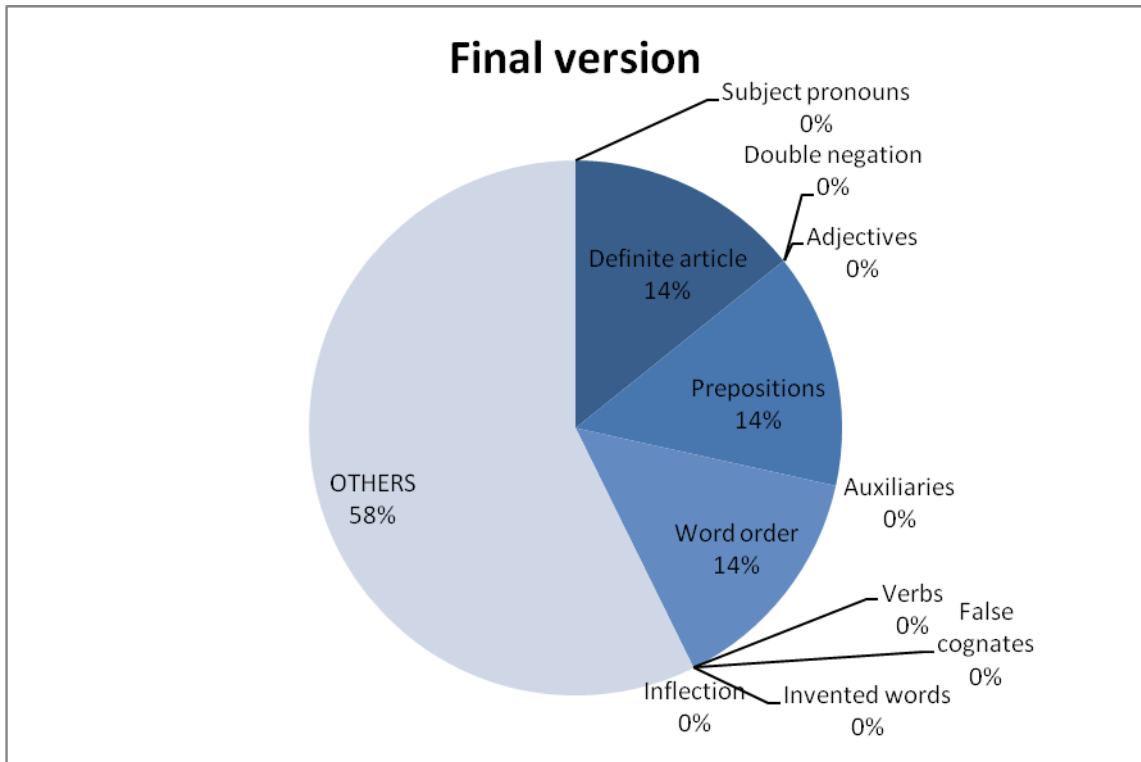 Final version
Subject pronouns
0%
Double negation
0%
Adjectives
0%
Definite article
14%
Prepositions
14%
Auxiliaries
0%
Word order
14%
Verbs
0%
False
cognates
0%
Invented words
0%
Inflection
0%
OTHERS
58%